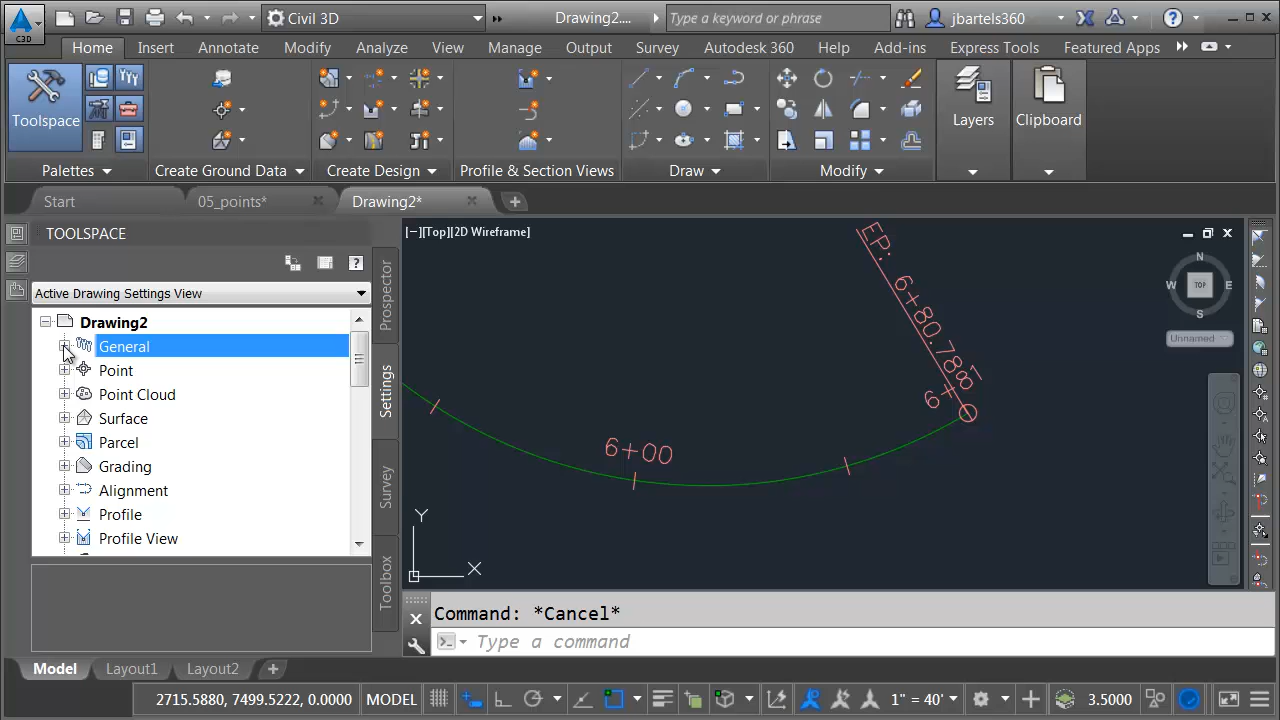 Civil 3D
Drawing2....
Type a keyword or phrase
jbartels360
C3D
Home
Insert
Annotate
Modify
Analyze
View
Manage
Output
Survey
Autodesk 360
Help
Add-ins
Express Tools
Featured Apps
Toolspace
Layers
Clipboard
Palettes
Create Ground Data
Create Design
Profile & Section Views
Draw
Modify
Start
05_points*
Drawing2*
TOOLSPACE
[−][Top][2D Wireframe]
Active Drawing Settings View
Drawing2
General
Point
Point Cloud
Surface
Parcel
Grading
Alignment
Profile
Profile View
Prospector
Settings
Survey
Toolbox
EP: 6+80.788
6+00
N
W
TOP
E
S
Unnamed
Y
X
Command: *Cancel*
Type a command
Model
Layout1
Layout2
2715.5880, 7499.5222, 0.0000
MODEL
1" = 40'
3.5000